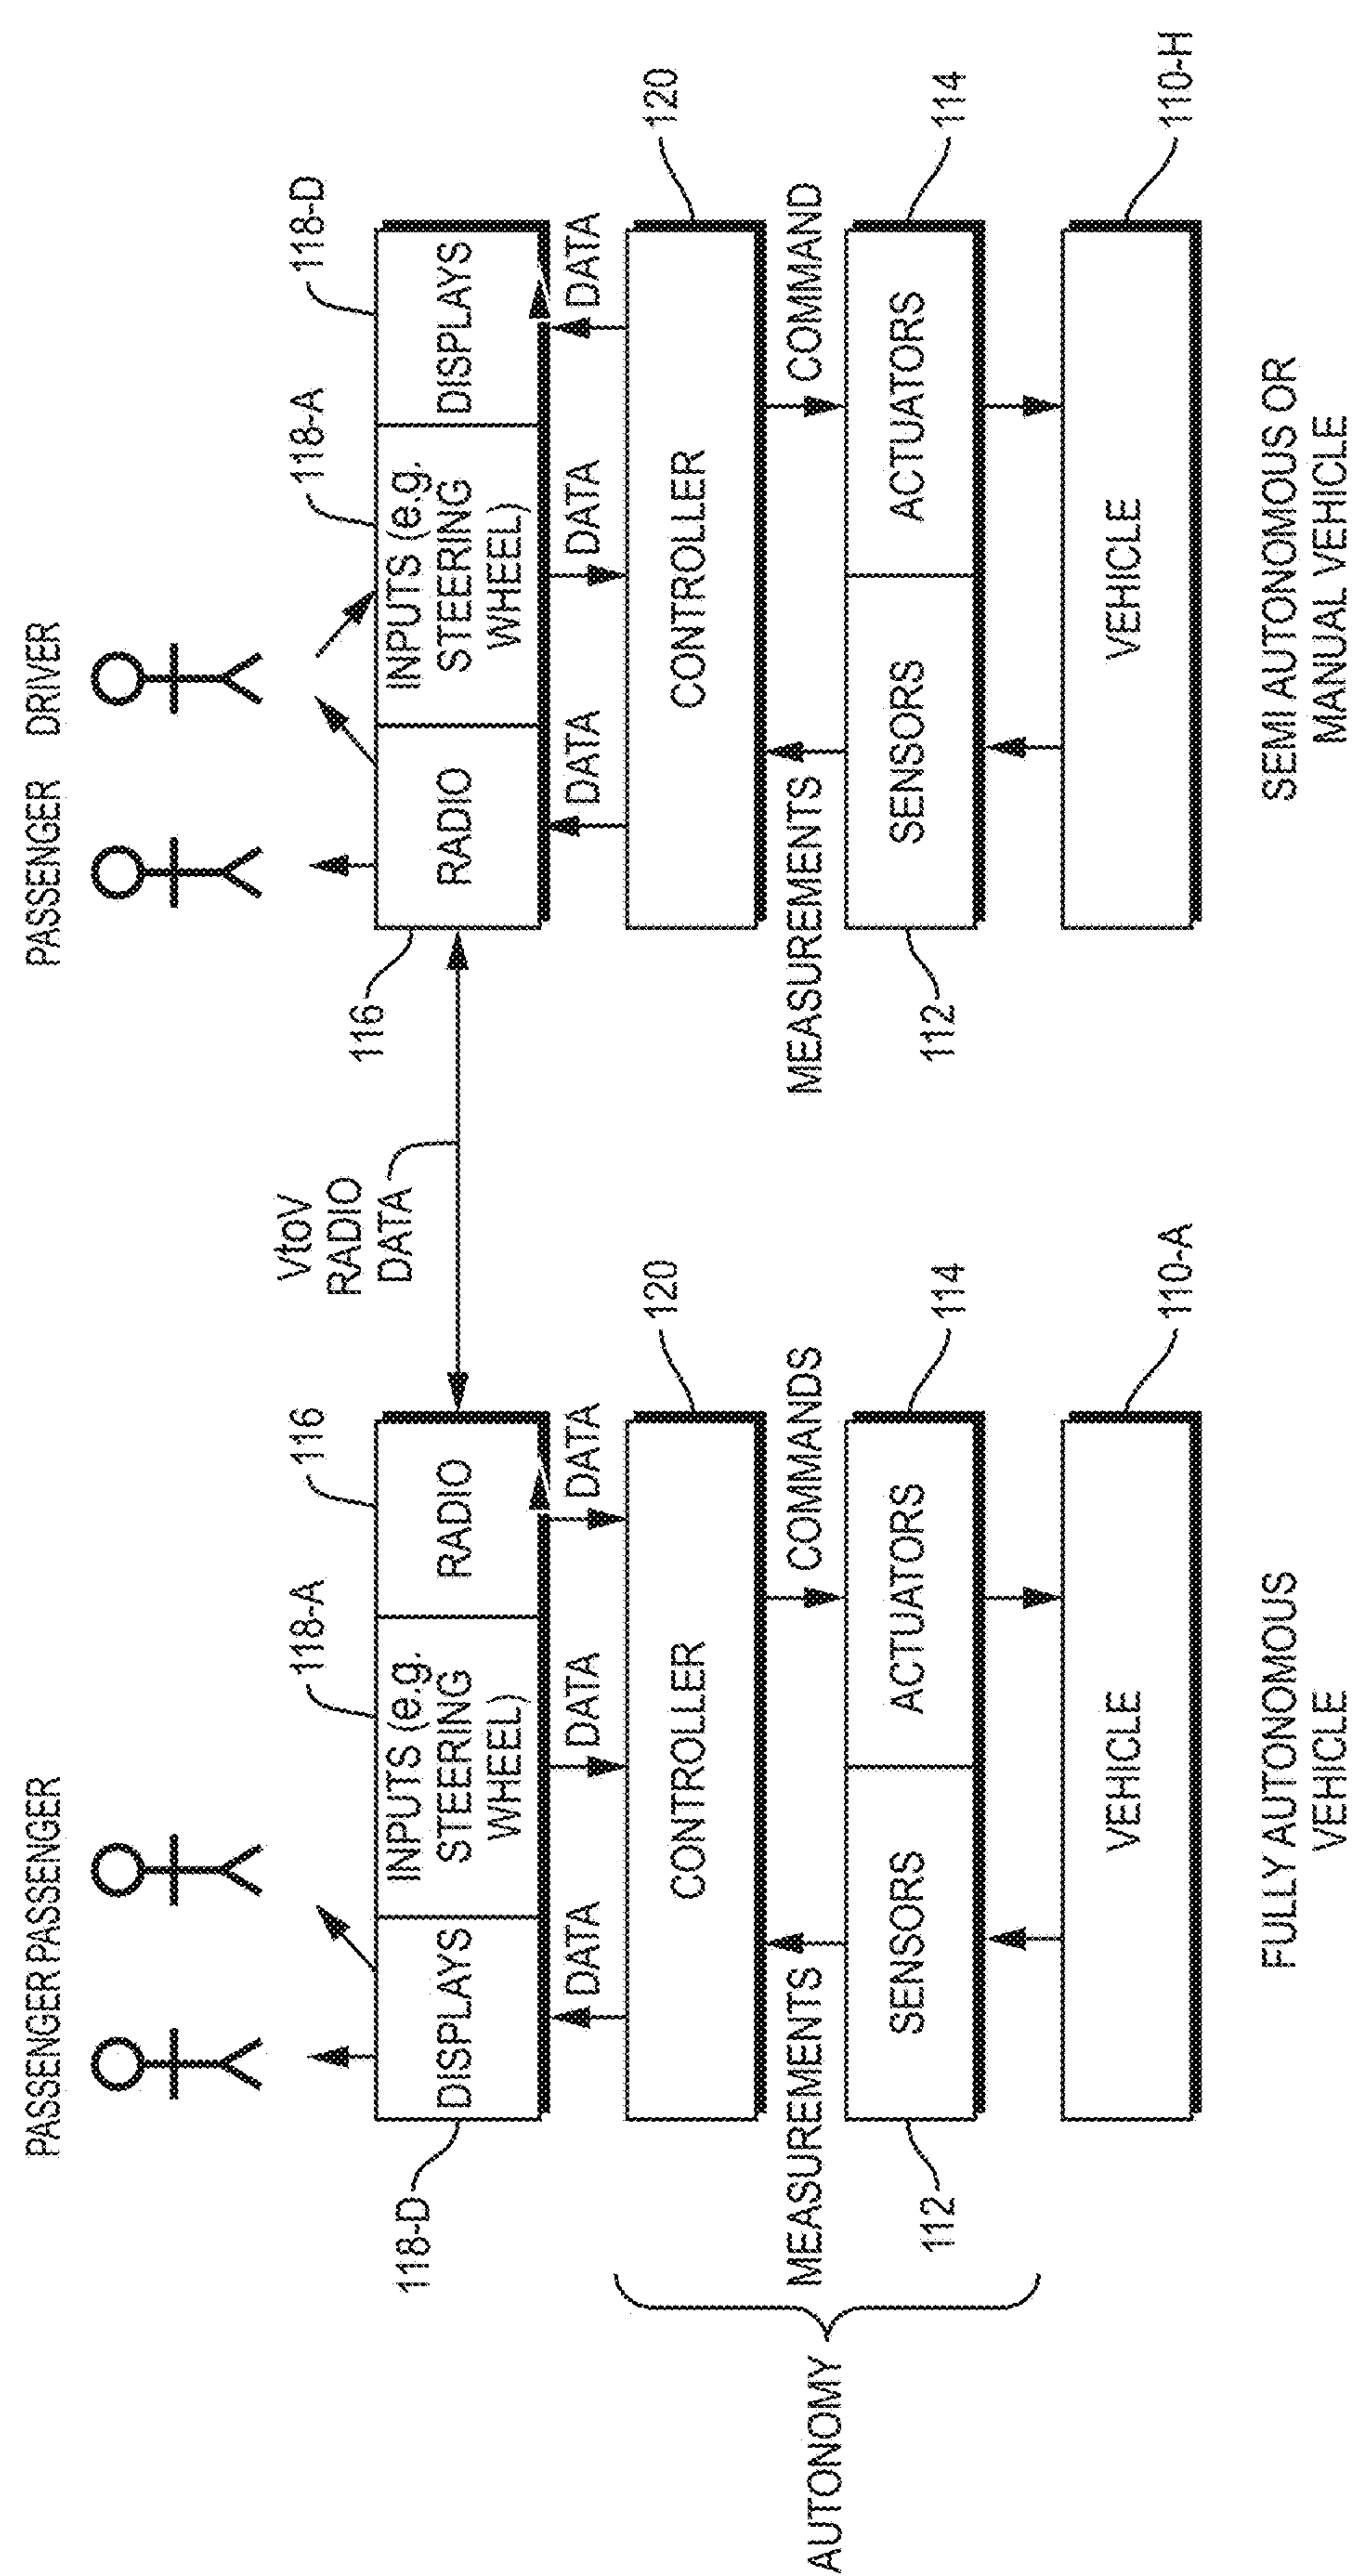 PASSENGER PASSENGER
PASSENGER
DRIVER
118-D
118-A
116
VtoV
RADIO
DATA
116
118-A
118-D
DISPLAYS
INPUTS (e.g.
STEERING
WHEEL)
RADIO
RADIO
INPUTS (e.g.
STEERING
WHEEL)
DISPLAYS
DATA
DATA
DATA
DATA
DATA
DATA
CONTROLLER
120
CONTROLLER
120
AUTONOMY
MEASUREMENTS
COMMANDS
MEASUREMENTS
COMMAND
112
SENSORS
ACTUATORS
114
112
SENSORS
ACTUATORS
114
VEHICLE
110-A
VEHICLE
110-H
FULLY AUTONOMOUS
VEHICLE
SEMI AUTONOMOUS OR
MANUAL VEHICLE